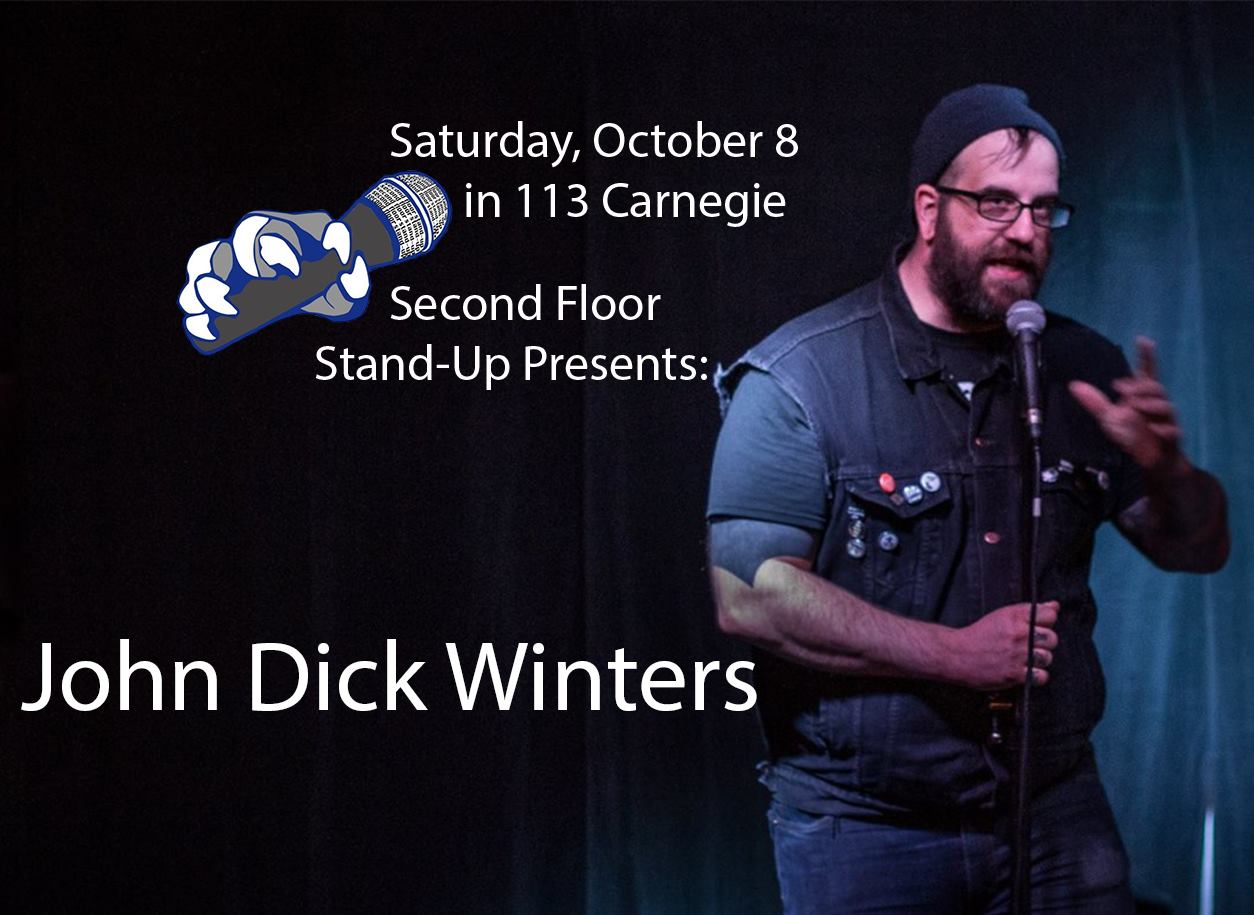 Saturday, October 8
in 113 Carnegie
Second Floor
Stand-Up Presents:
John Dick Winters